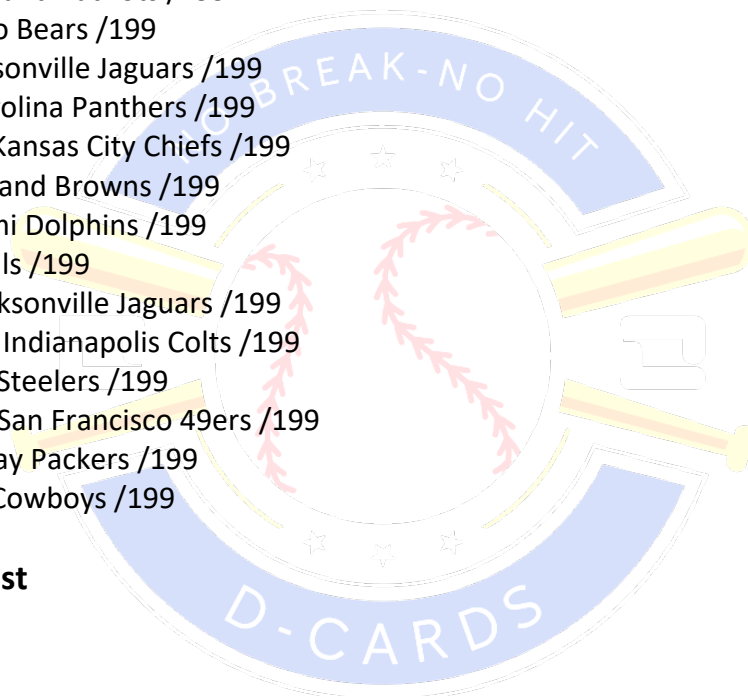 o Bears /199
sonville Jaguars /199
rolina Panthers /199
Kansas City Chiefs /199
and Browns /199
mi Dolphins /199
ls /199
ksonville Jaguars /199
Indianapolis Colts /199
Steelers /199
San Francisco 49ers /199
ay Packers /199
Cowboys /199
st
NO BREAK-NO HIT
D-CARDS